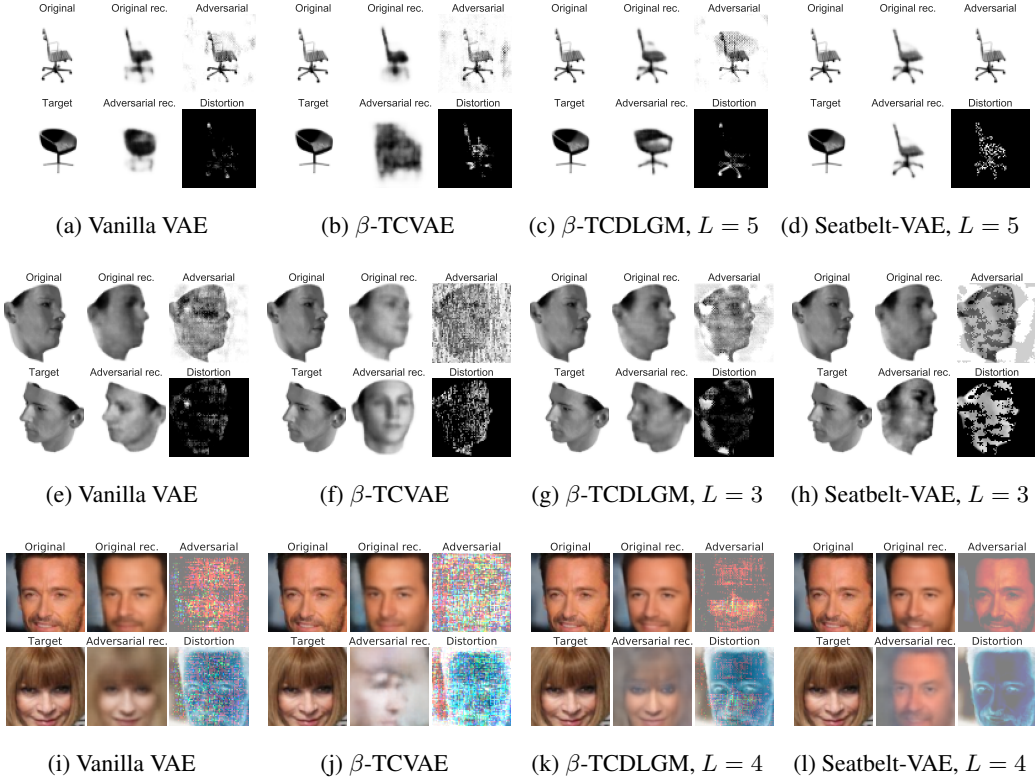 Original Original rec. Adversarial Original Original rec. Adversarial Original Original rec. Adversarial Original Original rec. Adversarial
Target Adversarial rec. Distortion Target Adversarial rec. Distortion Target Adversarial rec. Distortion Target Adversarial rec. Distortion
(a) Vanilla VAE (b) β-TCVAE (c) β-TCDLGM, L = 5 (d) Seatbelt-VAE, L = 5
Original Original rec. Adversarial Original Original rec. Adversarial Original Original rec. Adversarial Original Original rec. Adversarial
Target Adversarial rec. Distortion Target Adversarial rec. Distortion Target Adversarial rec. Distortion Target Adversarial rec. Distortion
(e) Vanilla VAE (f) β-TCVAE (g) β-TCDLGM, L = 3 (h) Seatbelt-VAE, L = 3
Original Original rec. Adversarial Original Original rec. Adversarial Original Original rec. Adversarial Original Original rec. Adversarial
Target Adversarial rec. Distortion Target Adversarial rec. Distortion Target Adversarial rec. Distortion Target Adversarial rec. Distortion
(i) Vanilla VAE (j) β-TCVAE (k) β-TCDLGM, L = 4 (l) Seatbelt-VAE, L = 4